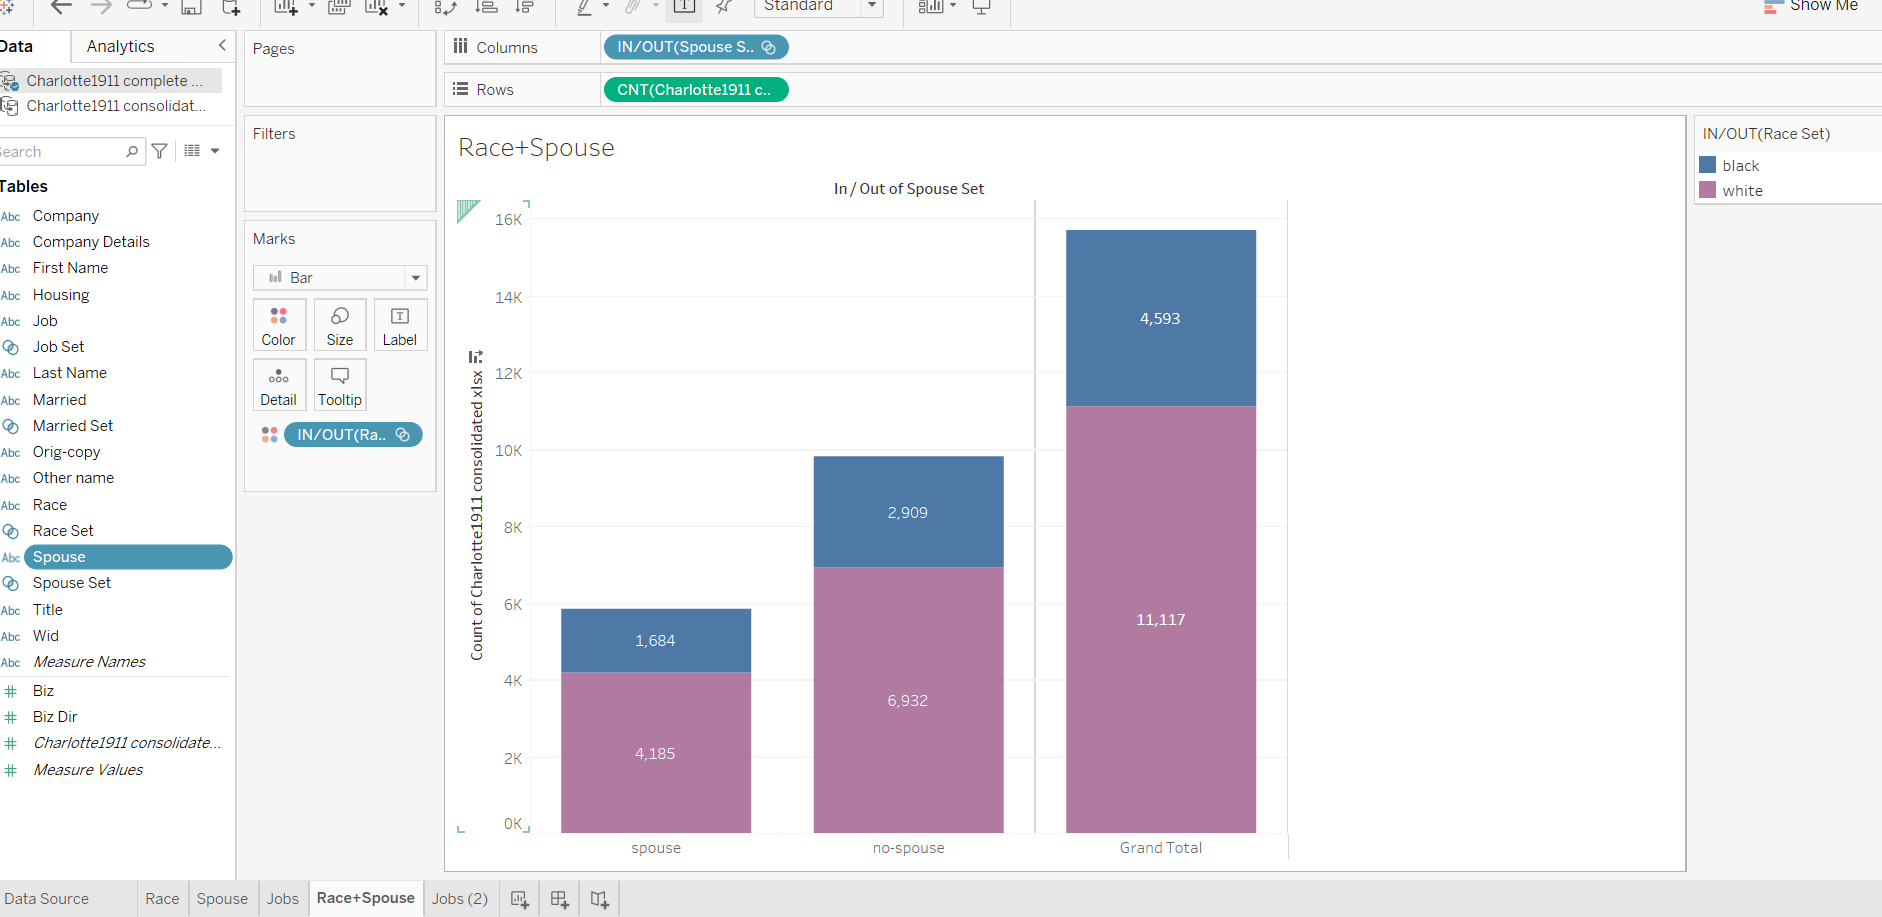 Standard
Show Me
Data
Analytics
Charlotte1911 complete ...
Charlotte1911 consolidat...
Search
Tables
Abc Company
Abc Company Details
Abc First Name
Abc Housing
Abc Job
Job Set
Abc Last Name
Abc Married
Married Set
Abc Orig-copy
Abc Other name
Abc Race
Race Set
Abc Spouse
Spouse Set
Abc Title
Abc Wid
Abc Measure Names
# Biz
# Biz Dir
# Charlotte1911 consolidate...
# Measure Values
Pages
Filters
Marks
Bar
Color
Size
T
Label
Detail
Tooltip
IN/OUT(Ra..
Columns
IN/OUT(Spouse S..
Rows
CNT(Charlotte1911 c..
Race+Spouse
In / Out of Spouse Set
Count of Charlotte1911 consolidated xlsx
16K
14K
12K
10K
8K
6K
4K
2K
0K
1,684
4,185
2,909
6,932
4,593
11,117
spouse
no-spouse
Grand Total
IN/OUT(Race Set)
black
white
Data Source
Race
Spouse
Jobs
Race+Spouse
Jobs (2)